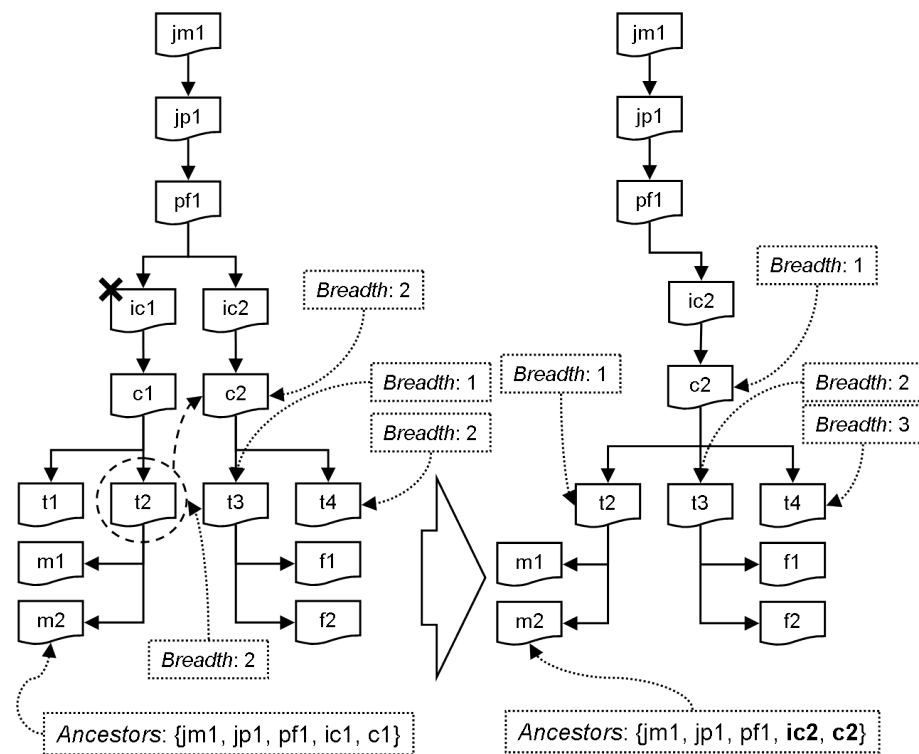 jm1
jp1
pf1
ic1
ic2
Breadth: 2
c1
c2
Breadth: 1
Breadth: 2
t1
t2
t3
t4
m1
f1
m2
f2
Breadth: 2
Ancestors: {jm1, jp1, pf1, ic1, c1}
jm1
jp1
pf1
Breadth: 1
ic2
Breadth: 1
c2
Breadth: 2
Breadth: 3
t2
t3
t4
m1
f1
m2
f2
Ancestors: {jm1, jp1, pf1, ic2, c2}